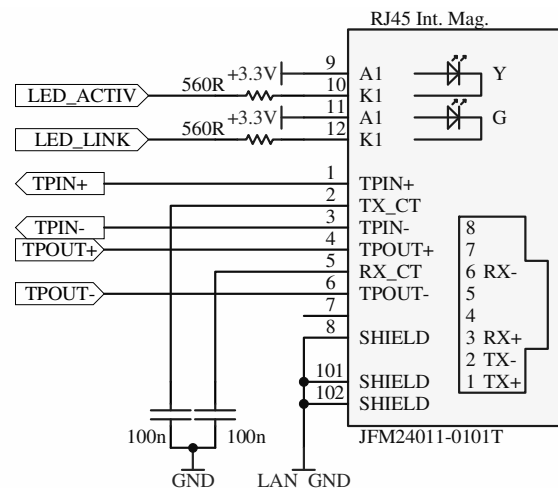 RJ45 Int. Mag.
+3.3V 9 A1 Y
LED_ACTIV 560R 10 K1
+3.3V 11 A1 G
LED_LINK 560R 12 K1
TPIN+ 1 TPIN+
2 TX_CT
TPIN- 3 TPIN- 8
TPOUT+ 4 TPOUT+ 7
5 RX_CT 6 RX-
TPOUT- 6 TPOUT- 5
7 4
8 SHIELD 3 RX+
2 TX-
101 SHIELD 1 TX+
102 SHIELD
100n 100n JFM24011-0101T
GND LAN GND